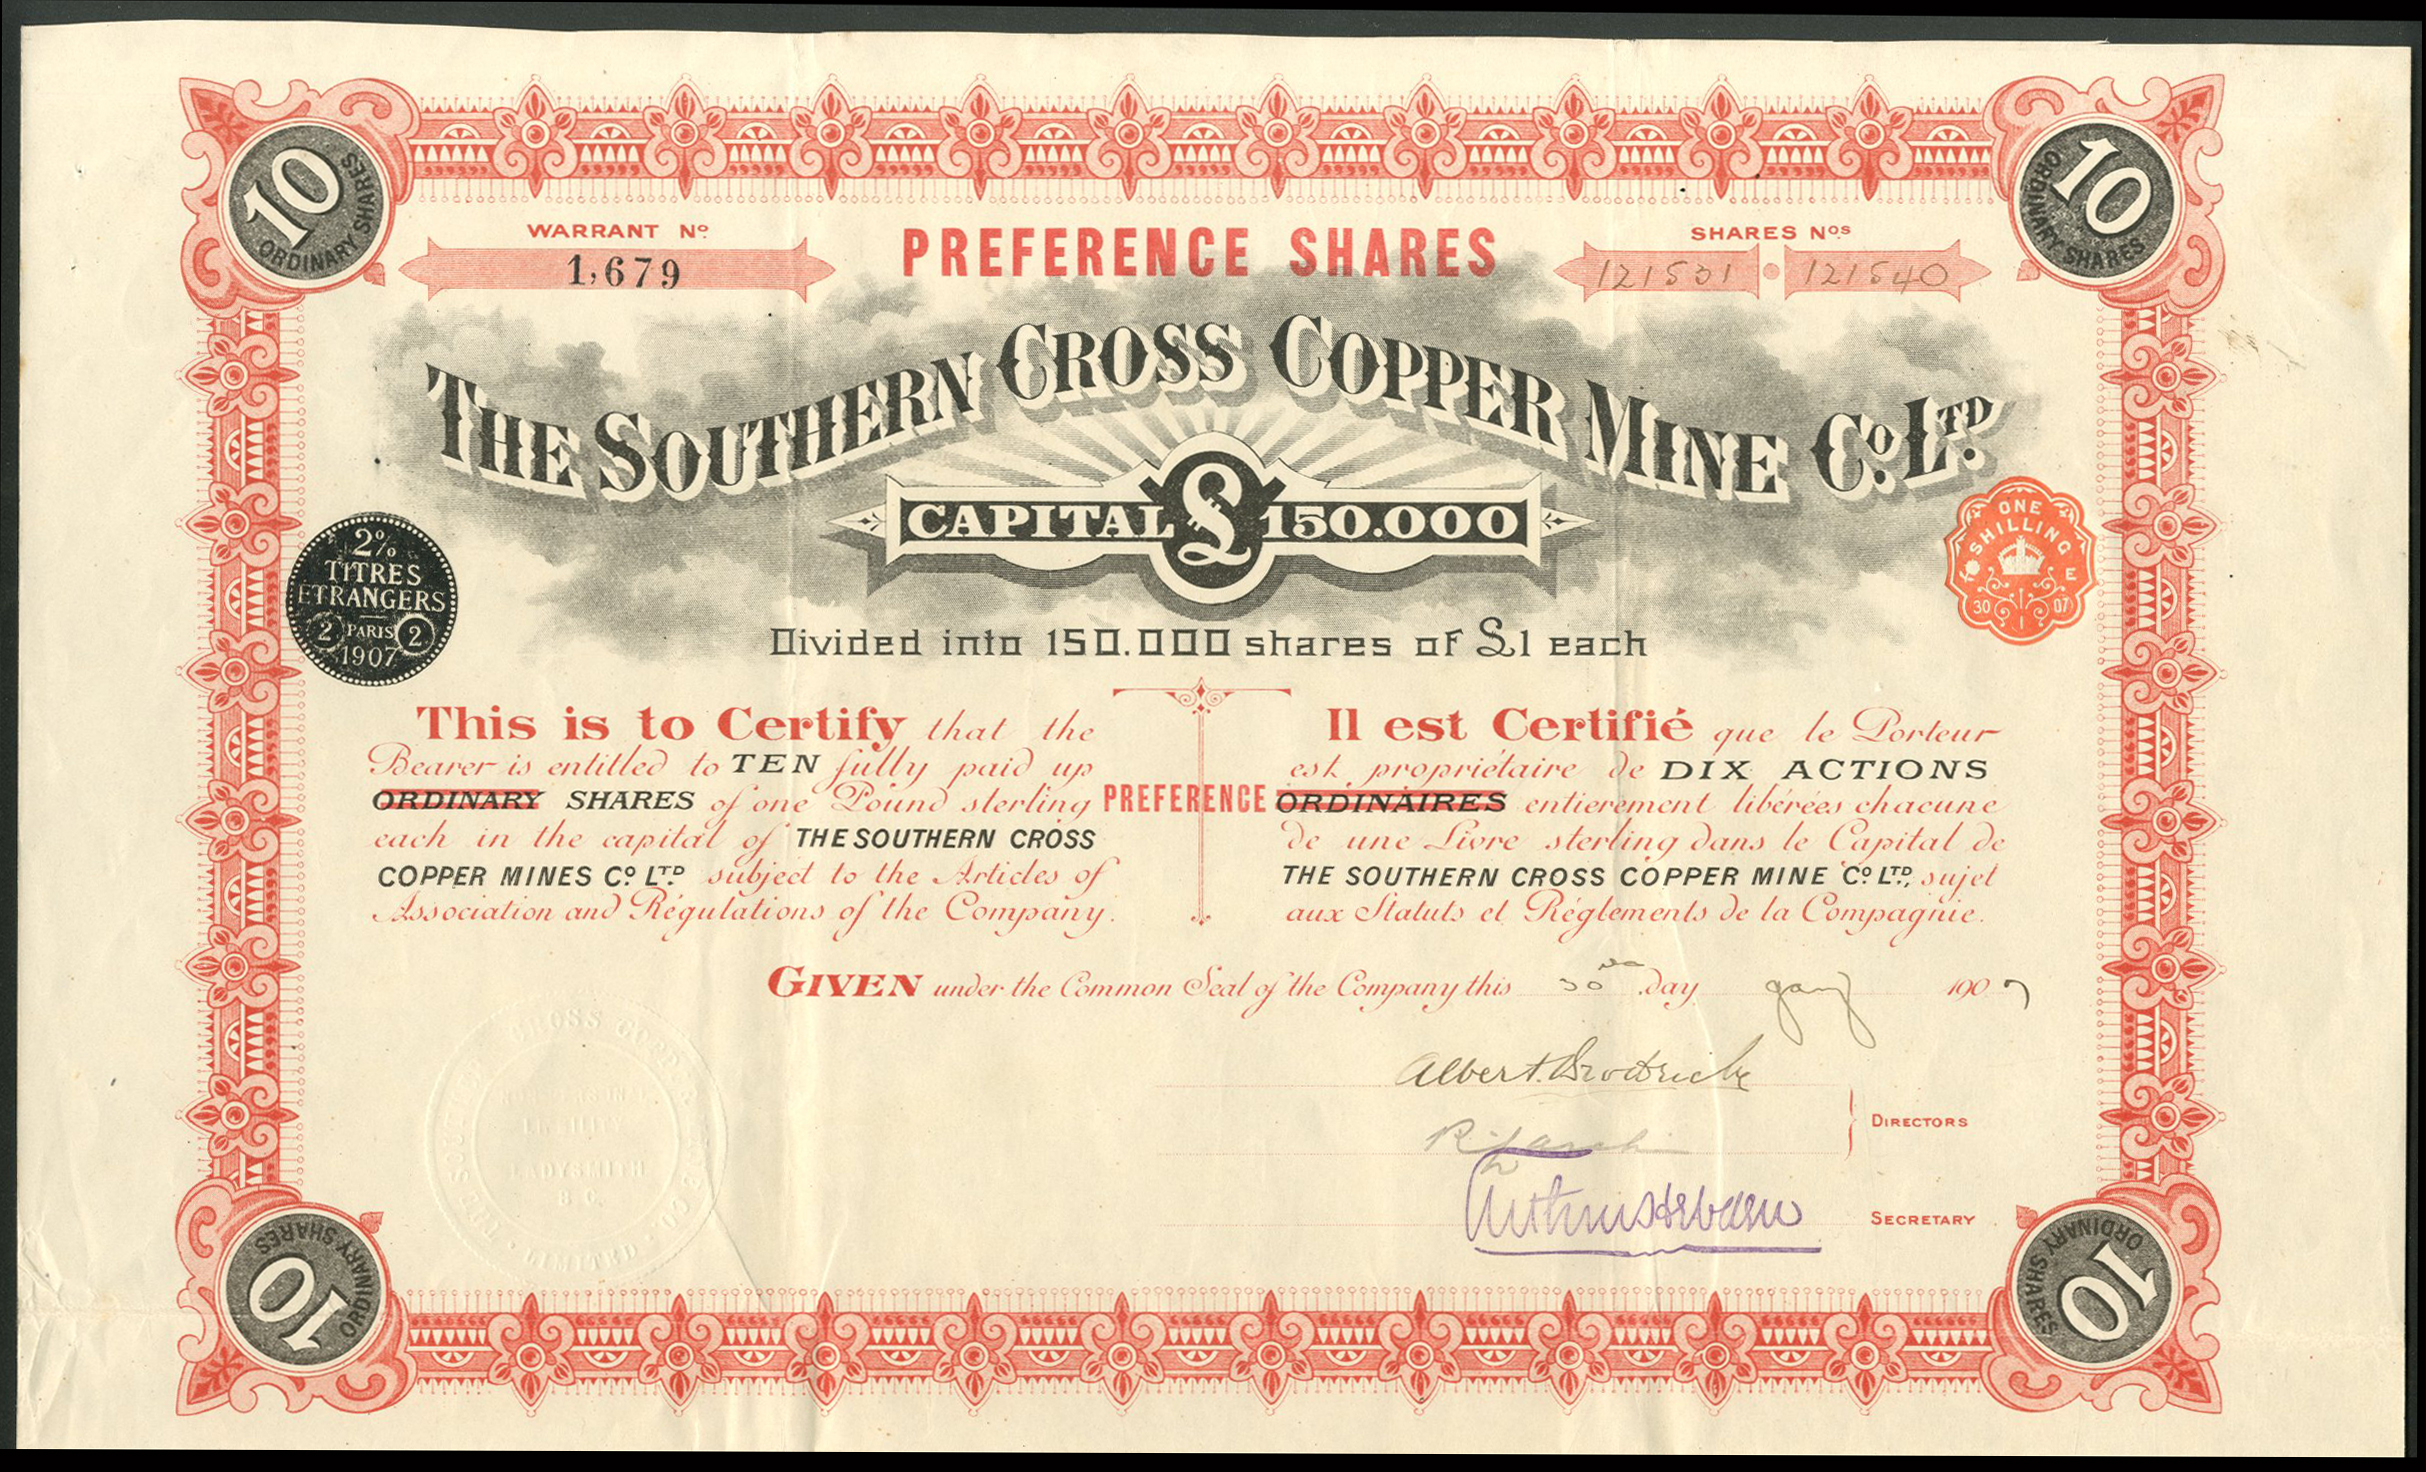 10 ORDINARY SHARES
10 ORDINARY SHARES
WARRANT No.
1,679
PREFERENCE SHARES
SHARES Nos
121531 121540
THE SOUTHERN CROSS COPPER MINE Co. LTD.
CAPITAL £ 150.000
2%
TITRES
ETRANGERS
2 PARIS 2
1907
ONE
SHILLING
E
30 07
Divided into 150.000 shares of £1 each
This is to Certify that the
Bearer is entitled to TEN fully paid up
ORDINARY SHARES of one Pound sterling
each in the capital of THE SOUTHERN CROSS
COPPER MINES Co LTD subject to the Articles of
Association and Régulations of the Company.
PREFERENCE
Il est Certifié que le Porteur
est propriétaire de DIX ACTIONS
ORDINAIRES entierement libérées chacune
de une Livre sterling dans le Capital de
THE SOUTHERN CROSS COPPER MINE Co LTD, sujet
aux Statuts et Réglements de la Compagnie.
GIVEN under the Common Seal of the Company this 30 day Jany 1907
Albert
DIRECTORS
SECRETARY
CROSS
LADYSMITH
B.C.
LIMITED
10 ORDINARY SHARES
10 ORDINARY SHARES